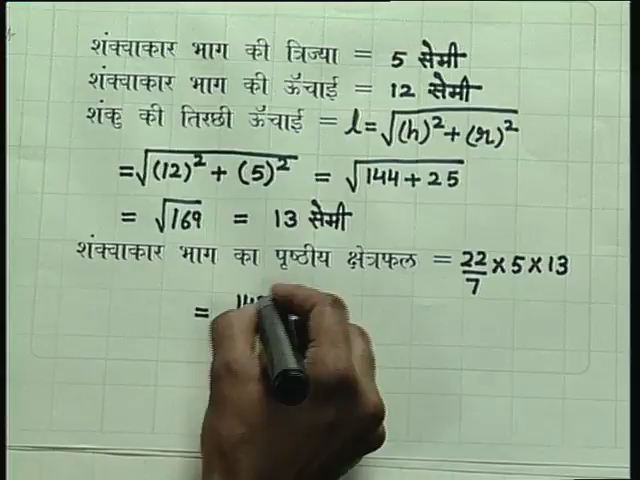 शंक्वाकार भाग की त्रिज्या = 5 सेमी
शंक्वाकार भाग की ऊँचाई = 12 सेमी
शंकु की तिरछी ऊँचाई = l = √(h)² + (r)²
= √(12)² + (5)² = √144 + 25
= √169 = 13 सेमी
शंक्वाकार भाग का पृष्ठीय क्षेत्रफल = 22/7 × 5 × 13
=